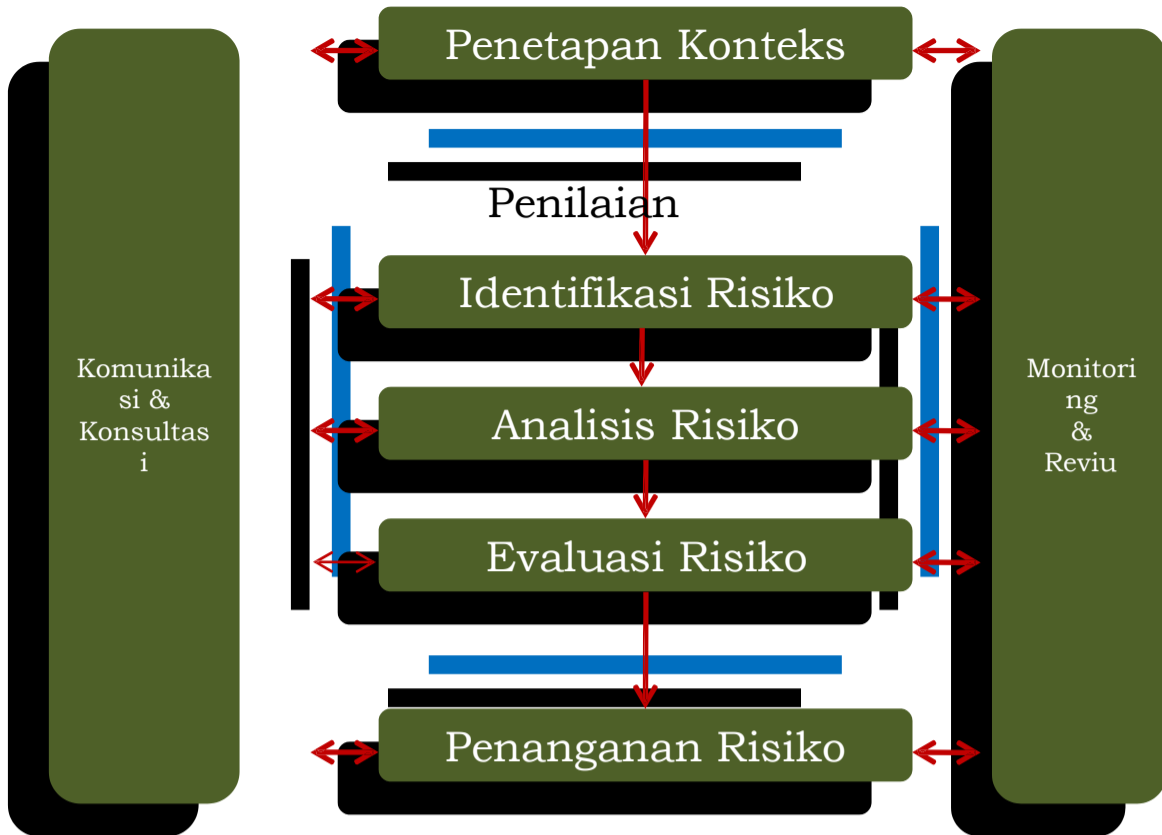 Penetapan Konteks
Penilaian
Identifikasi Risiko
Komunika
si &
Konsultas
i
Analisis Risiko
Monitori
ng
&
Reviu
Evaluasi Risiko
Penanganan Risiko